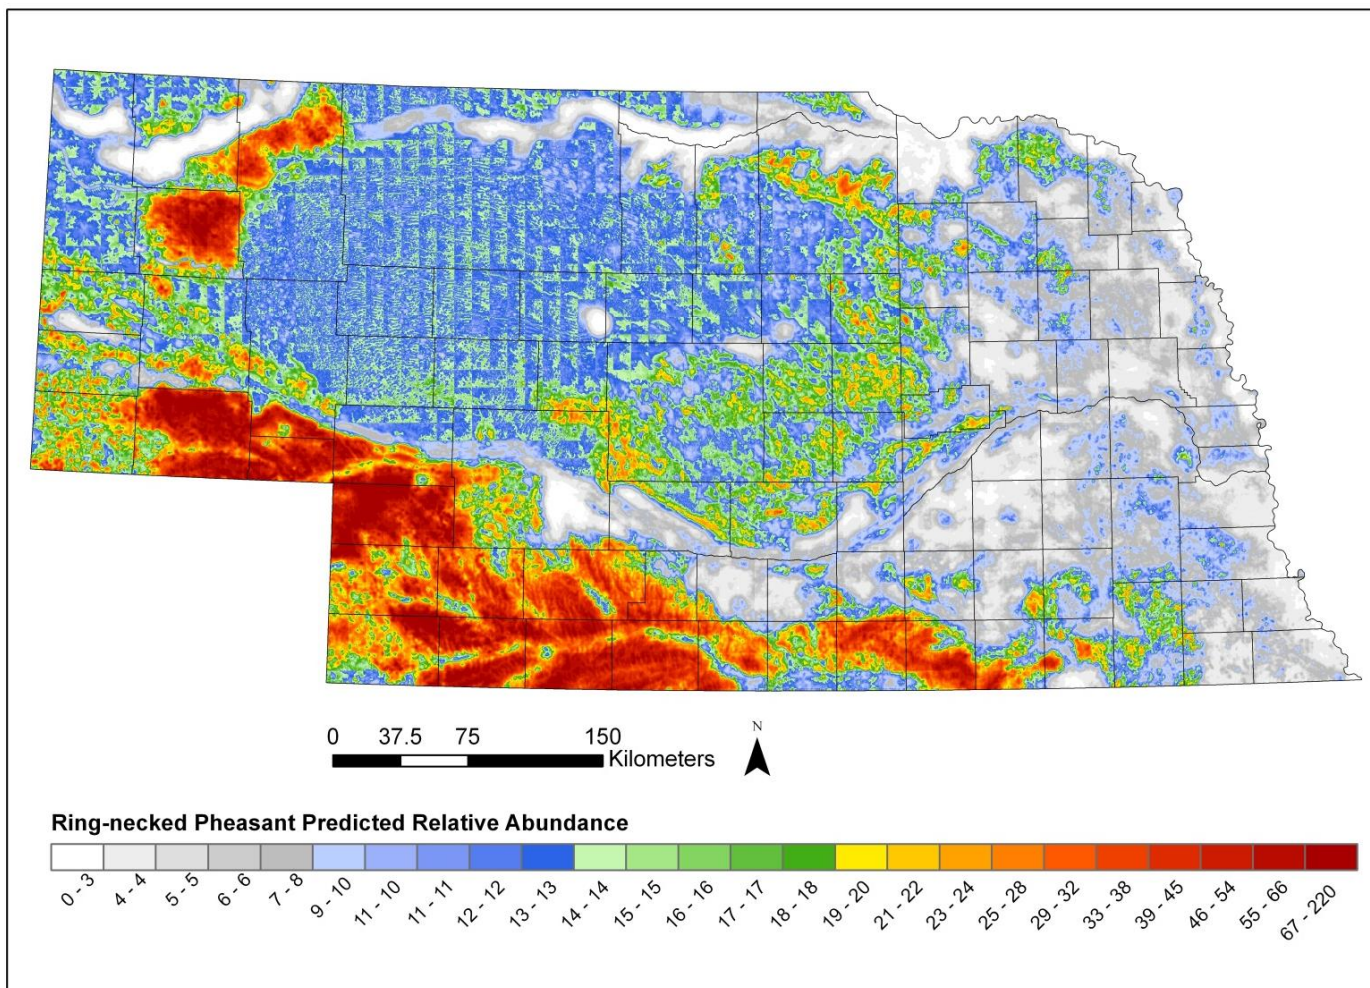 N
0 37.5 75 150
Kilometers
Ring-necked Pheasant Predicted Relative Abundance
0 - 3 4 - 4 5 - 5 6 - 6 7 - 8 9 - 10 11 - 10 11 - 11 12 - 12 13 - 13 14 - 14 15 - 15 16 - 16 17 - 17 18 - 18 19 - 20 21 - 22 23 - 24 25 - 28 29 - 32 33 - 38 39 - 45 46 - 54 55 - 66 67 - 220